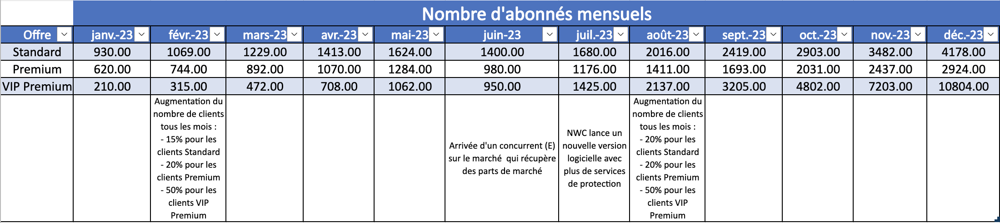 Nombre d'abonnés mensuels
Offre janv.-23 févr.-23 mars-23 avr.-23 mai-23 juin-23 juil.-23 août-23 sept.-23 oct.-23 nov.-23 déc.-23
Standard 930.00 1069.00 1229.00 1413.00 1624.00 1400.00 1680.00 2016.00 2419.00 2903.00 3482.00 4178.00
Premium 620.00 744.00 892.00 1070.00 1284.00 980.00 1176.00 1411.00 1693.00 2031.00 2437.00 2924.00
VIP Premium 210.00 315.00 472.00 708.00 1062.00 950.00 1425.00 2137.00 3205.00 4802.00 7203.00 10804.00
Augmentation du
nombre de clients
tous les mois :
- 15% pour les
clients Standard
- 20% pour les
clients Premium
- 50% pour les
clients VIP
Premium
Arrivée d'un concurrent (E)
sur le marché qui récupère
des parts de marché
NWC lance un
nouvelle version
logicielle avec
plus de services
de protection
Augmentation du
nombre de clients
tous les mois :
- 20% pour les
clients Standard
- 20% pour les
clients Premium
- 50% pour les
clients VIP
Premium